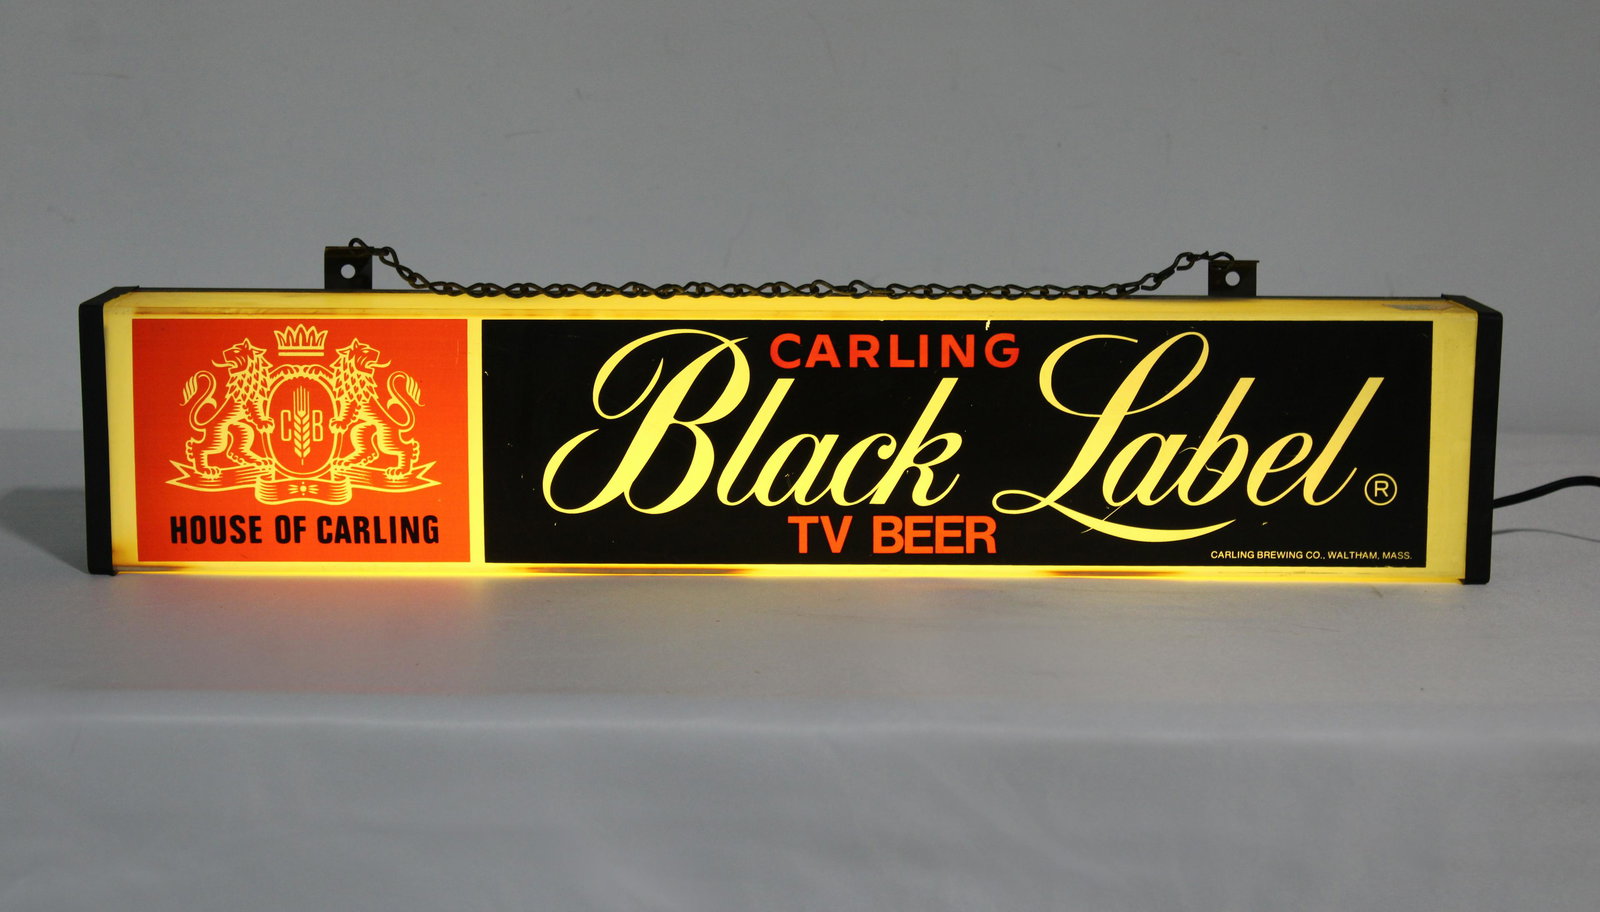 CB
HOUSE OF CARLING
CARLING
Black Label ®
TV BEER
CARLING BREWING CO., WALTHAM, MASS.